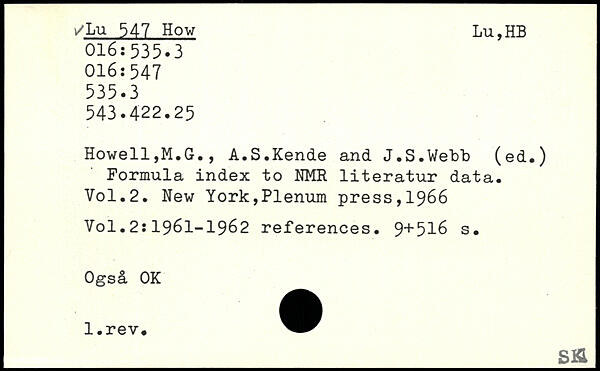 ✓Lu 547 How Lu,HB
016:535.3
016:547
535.3
543.422.25
Howell,M.G., A.S.Kende and J.S.Webb (ed.)
Formula index to NMR literatur data.
Vol.2. New York,Plenum press,1966
Vol.2:1961-1962 references. 9+516 s.
Også OK
1.rev.